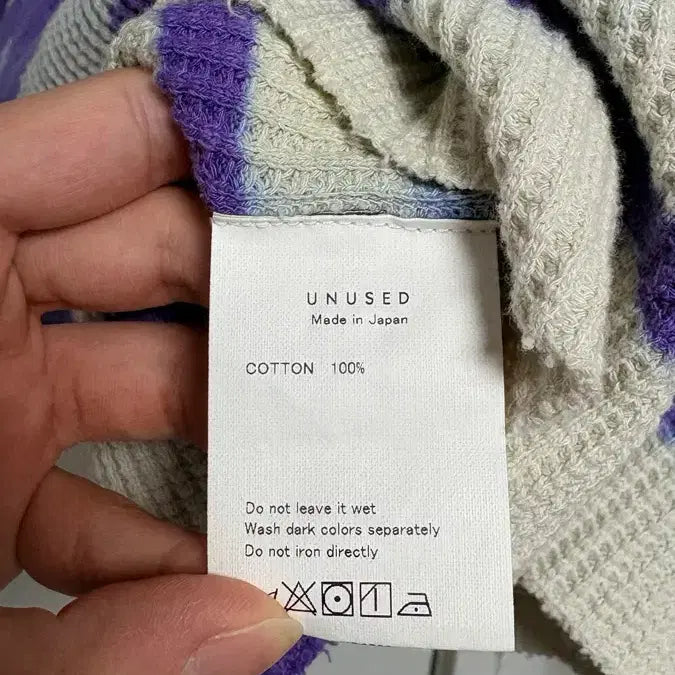 UNUSED
Made in Japan
COTTON 100%
Do not leave it wet
Wash dark colors separately
Do not iron directly